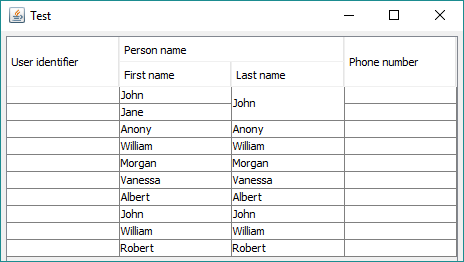 Test
User identifier Person name Phone number
First name Last name
John John
Jane
Anony Anony
William William
Morgan Morgan
Vanessa Vanessa
Albert Albert
John John
William William
Robert Robert